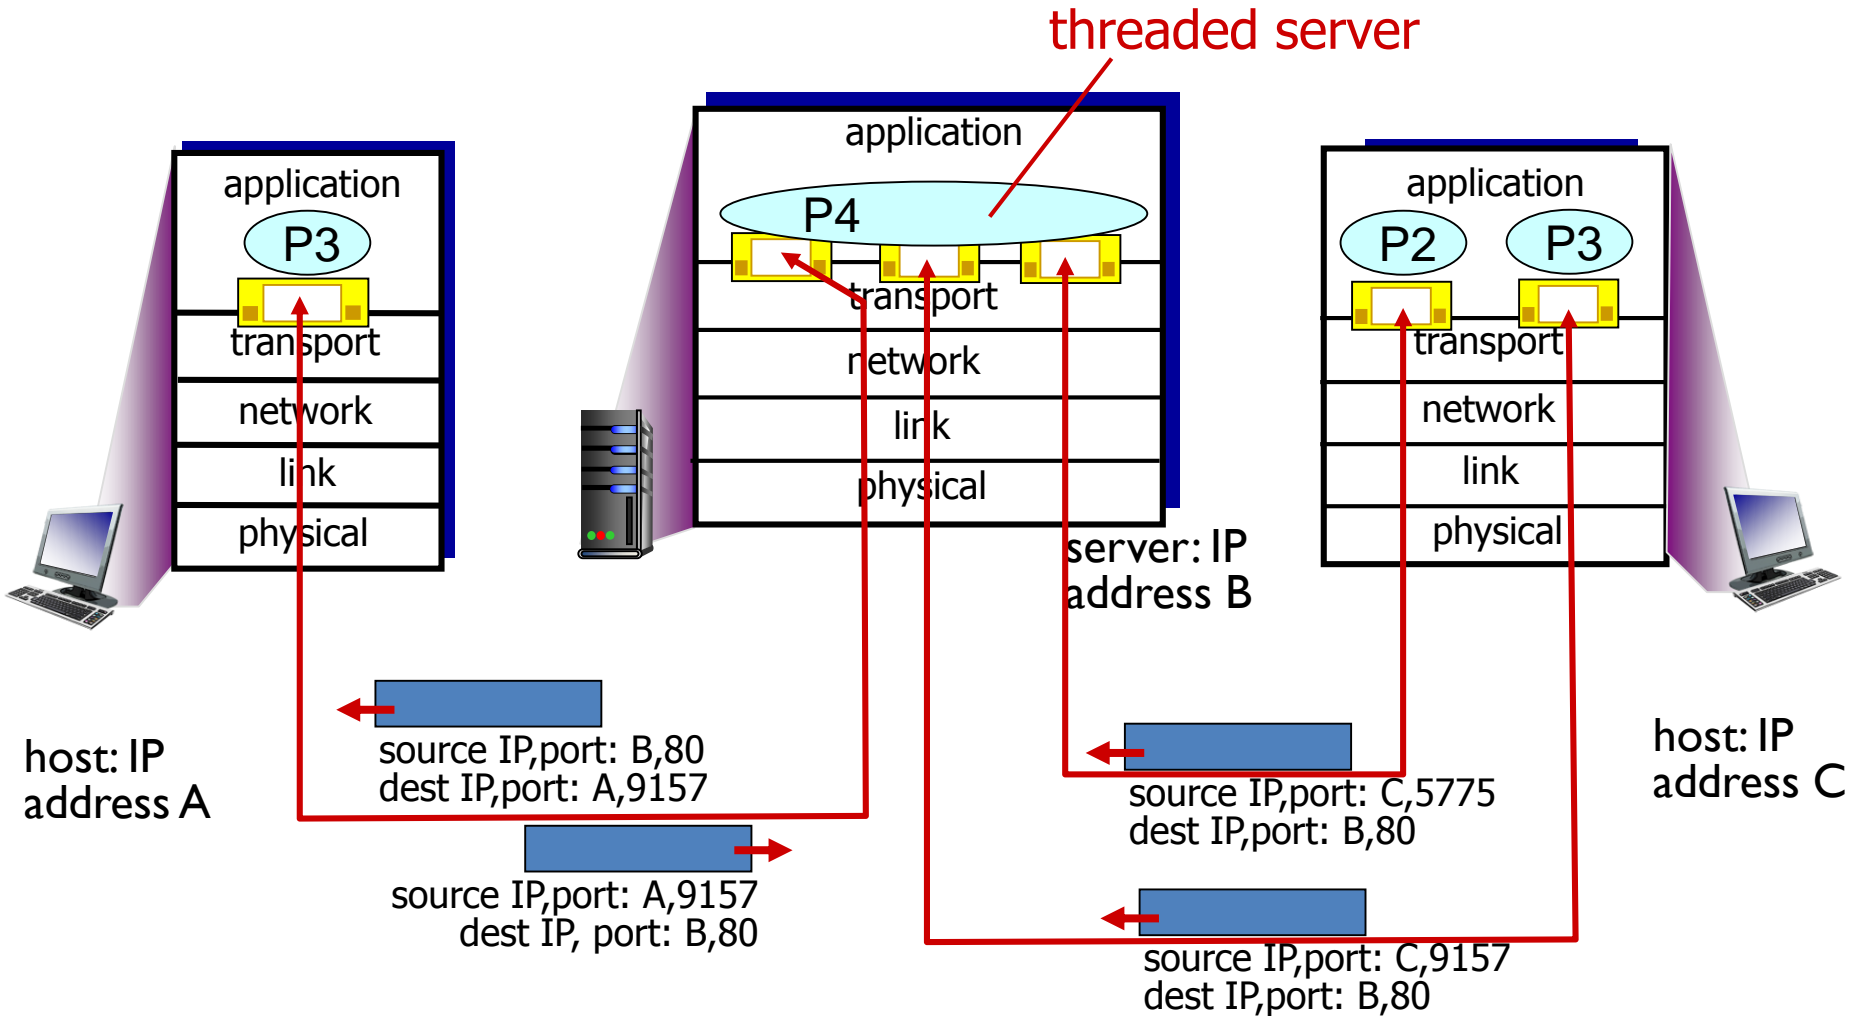 threaded server
application
P3
transport
network
link
physical
application
P4
transport
network
link
physical
application
P2
P3
transport
network
link
physical
server: IP
address B
host: IP
address A
source IP,port: B,80
dest IP,port: A,9157
source IP,port: A,9157
dest IP, port: B,80
source IP,port: C,5775
dest IP,port: B,80
source IP,port: C,9157
dest IP,port: B,80
host: IP
address C